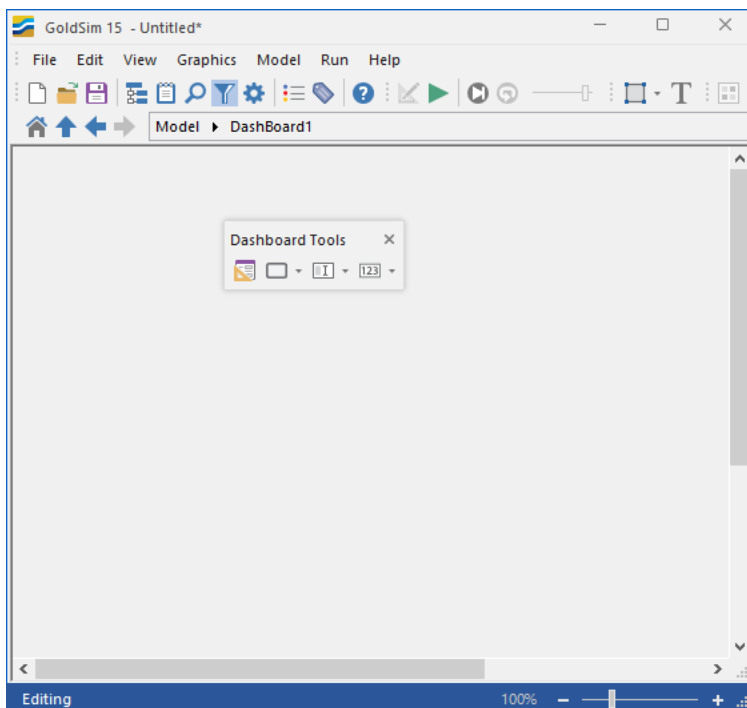 GoldSim 15 - Untitled*
File Edit View Graphics Model Run Help
T
Model DashBoard1
Dashboard Tools
I 123
Editing 100%